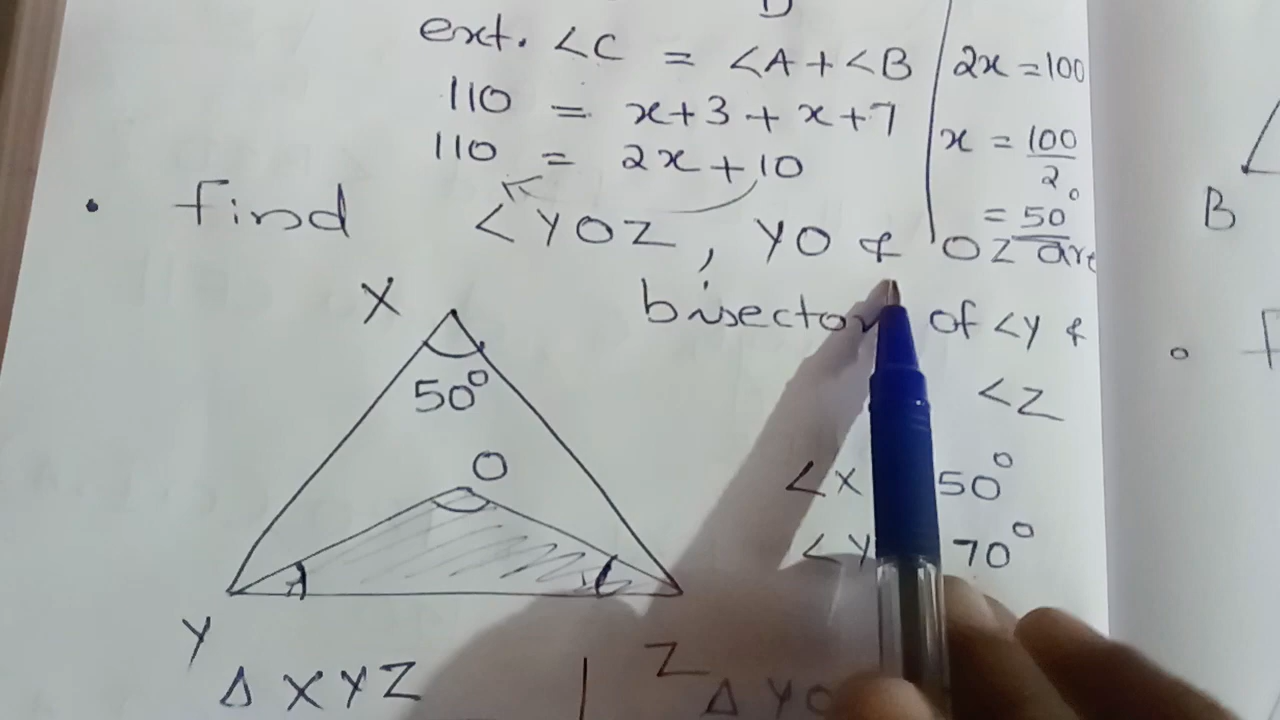 D
ext. <C = <A + <B
110 = x+3 + x+7
110 = 2x + 10
2x = 100
x = 100
2
= 50°
B
• Find <YOZ, YO & OZ are
bisector of <Y &
<Z
X
50°
O
<X 50°
<Y 70°
Y
Z
Δ XYZ
Δ YO